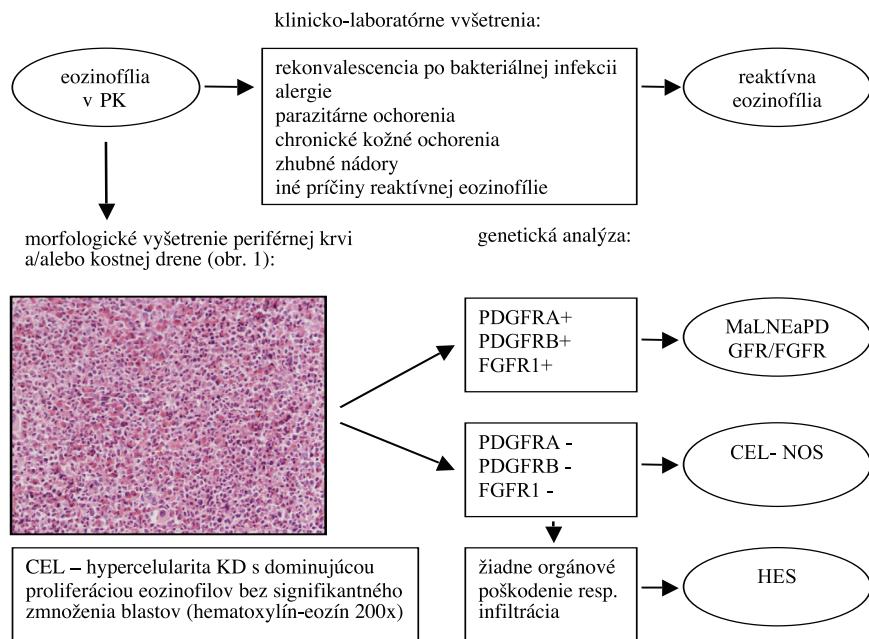 klinicko-laboratórne vvšetrenia:
eozinofília
v PK
rekonvalescencia po bakteriálnej infekcii
alergie
parazitárne ochorenia
chronické kožné ochorenia
zhubné nádory
iné príčiny reaktívnej eozinofílie
reaktívna
eozinofília
morfologické vyšetrenie periférnej krvi
a/alebo kostnej drene (obr. 1):
genetická analýza:
PDGFRA+
PDGFRB+
FGFR1+
MaLNEaPD
GFR/FGFR
PDGFRA -
PDGFRB -
FGFR1 -
CEL- NOS
CEL – hypercelularita KD s dominujúcou
proliferáciou eozinofilov bez signifikantného
zmnoženia blastov (hematoxylín-eozín 200x)
žiadne orgánové
poškodenie resp.
infiltrácia
HES